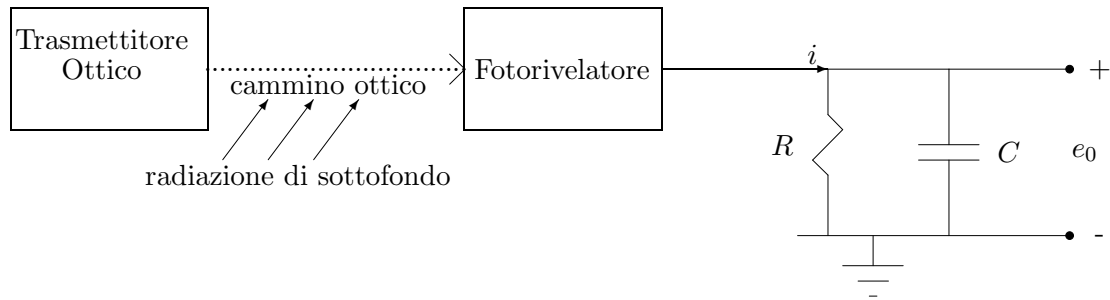 Trasmettitore
Ottico
cammino ottico
radiazione di sottofondo
Fotorivelatore
i
R
C
+
e₀
-